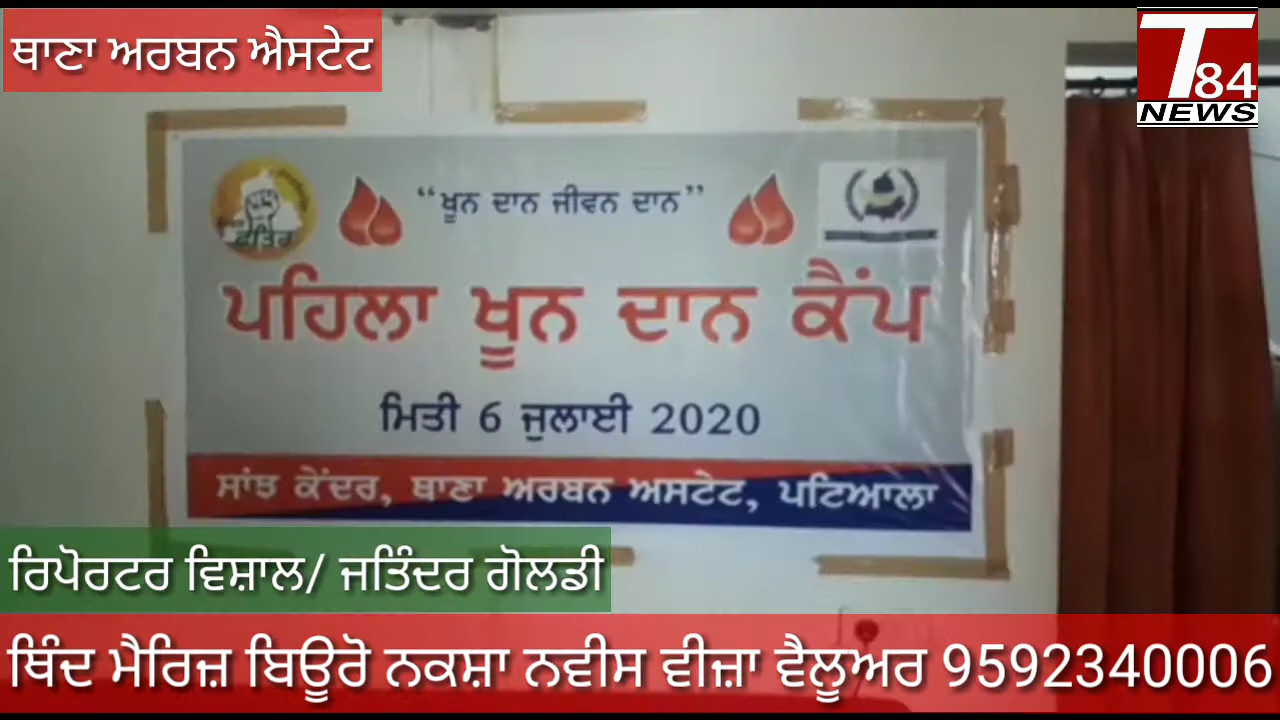 ਥਾਣਾ ਅਰਬਨ ਐਸਟੇਟ
T84
NEWS
“ਖੂਨ ਦਾਨ ਜੀਵਨ ਦਾਨ”
ਪਹਿਲਾ ਖੂਨ ਦਾਨ ਕੈਂਪ
ਮਿਤੀ 6 ਜੁਲਾਈ 2020
ਸਾਂਝ ਕੇਂਦਰ, ਥਾਣਾ ਅਰਬਨ ਅਸਟੇਟ, ਪਟਿਆਲਾ
ਰਿਪੋਰਟਰ ਵਿਸ਼ਾਲ/ ਜਤਿੰਦਰ ਗੋਲਡੀ
ਥਿੰਦ ਮੈਰਿਜ਼ ਬਿਊਰੋ ਨਕਸ਼ਾ ਨਵੀਸ ਵੀਜ਼ਾ ਵੈਲੂਅਰ 9592340006